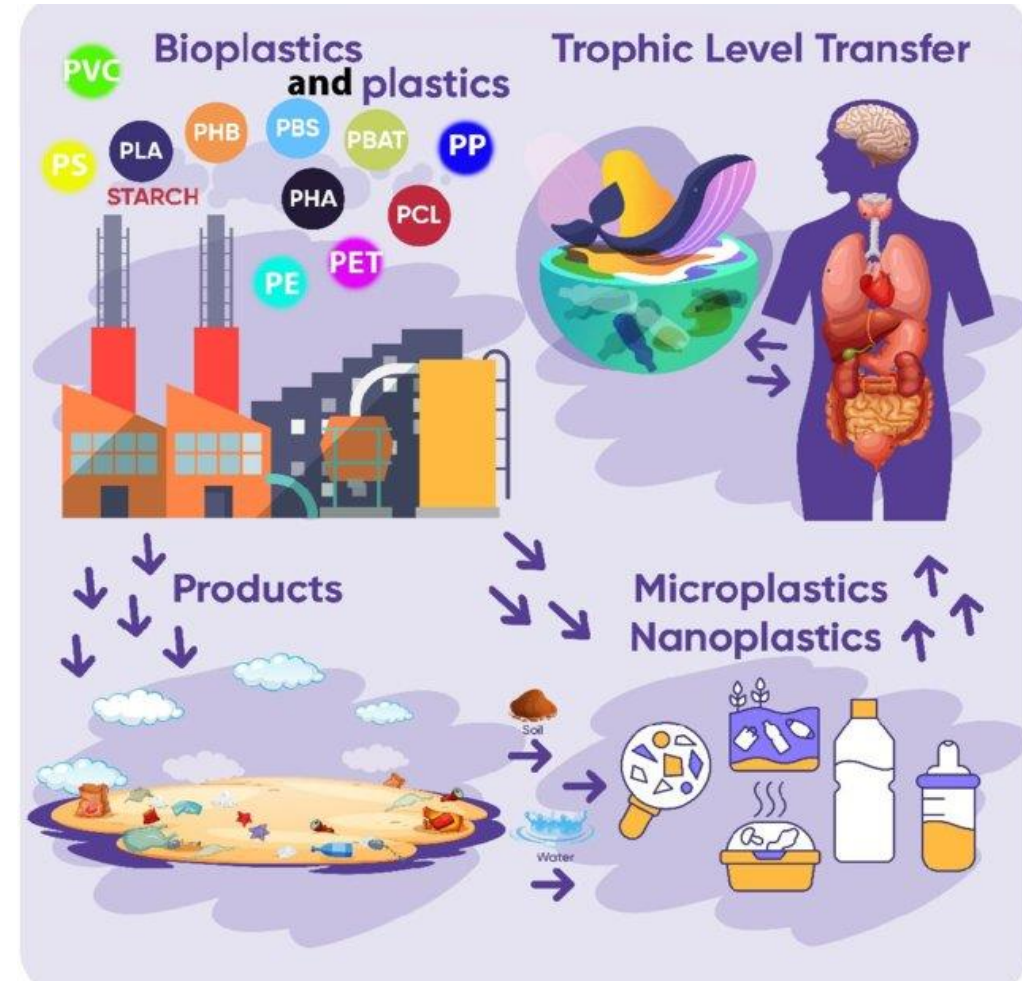 Bioplastics
and plastics
PVC
PS
PLA
PHB
PBS
PBAT
PP
STARCH
PHA
PCL
PE
PET
Trophic Level Transfer
Products
Microplastics
Nanoplastics
Soil
Water